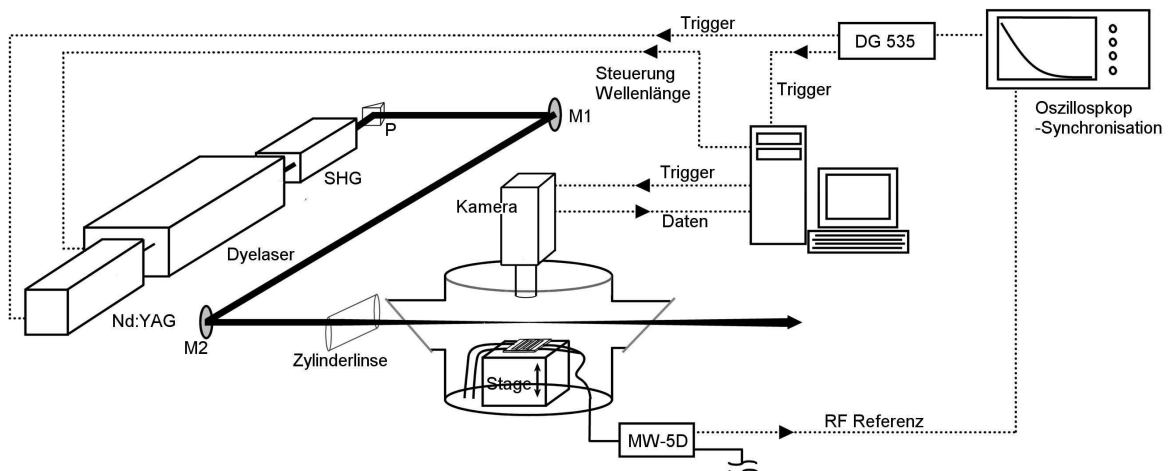 Trigger
DG 535
Steuerung
Wellenlänge
Trigger
Oszillospkop
-Synchronisation
M1
P
SHG
Kamera
Trigger
Daten
Dyelaser
Nd:YAG
M2
Zylinderlinse
Stage
MW-5D
RF Referenz